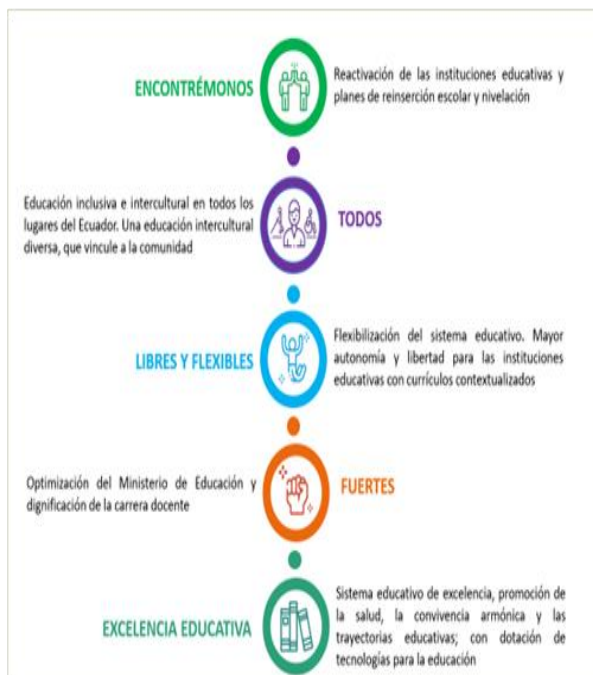 ENCONTRÉMONOS
Reactivación de las instituciones educativas y
planes de reinserción escolar y nivelación
Educación inclusiva e intercultural en todos los
lugares del Ecuador. Una educación intercultural
diversa, que vincule a la comunidad
TODOS
LIBRES Y FLEXIBLES
Flexibilización del sistema educativo. Mayor
autonomía y libertad para las instituciones
educativas con currículos contextualizados
Optimización del Ministerio de Educación y
dignificación de la carrera docente
FUERTES
EXCELENCIA EDUCATIVA
Sistema educativo de excelencia, promoción de
la salud, la convivencia armónica y las
trayectorias educativas; con dotación de
tecnologías para la educación